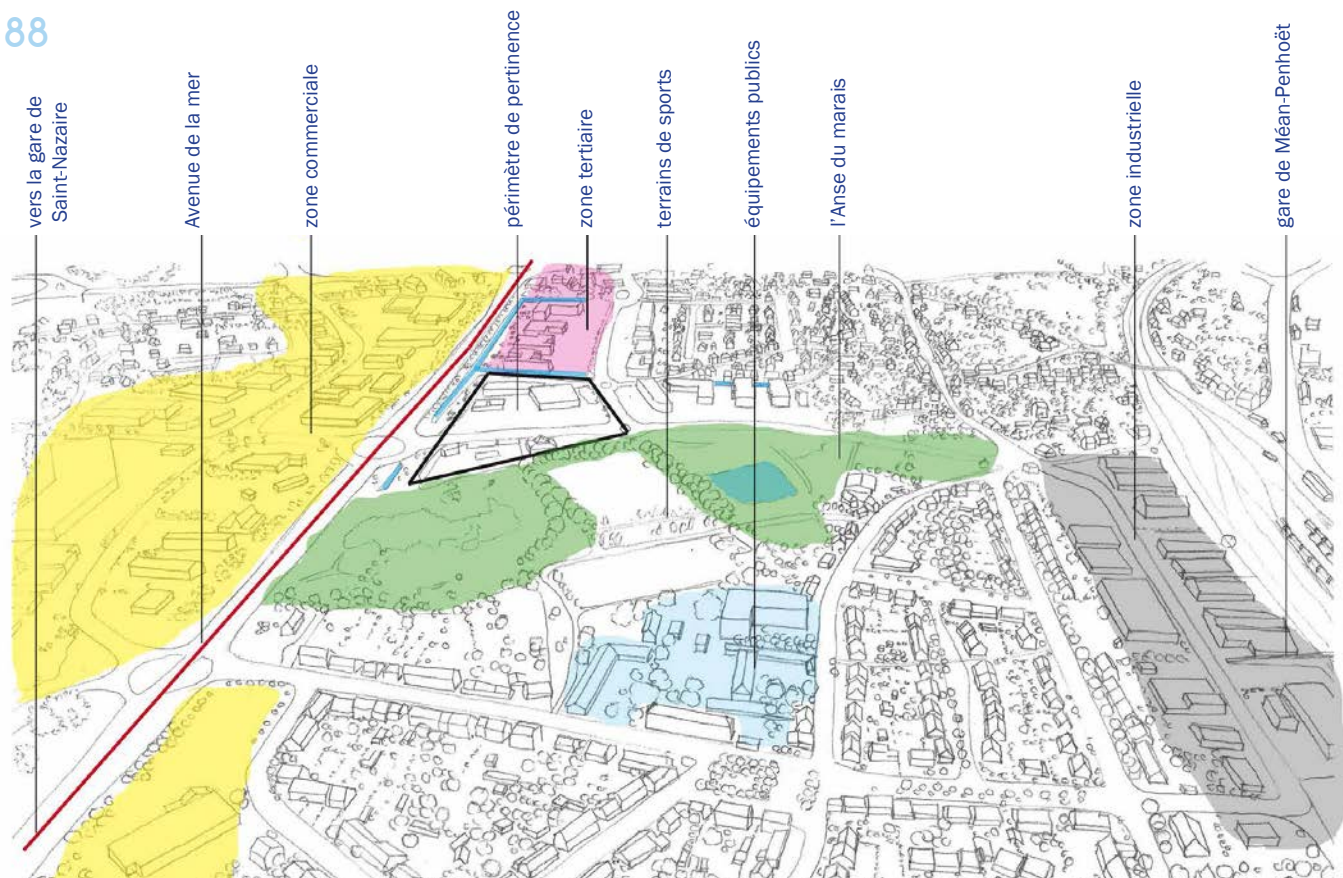 88
vers la gare de
Saint-Nazaire
Avenue de la mer
zone commerciale
périmètre de pertinence
zone tertiaire
terrains de sports
équipements publics
l'Anse du marais
zone industrielle
gare de Méan-Penhoët